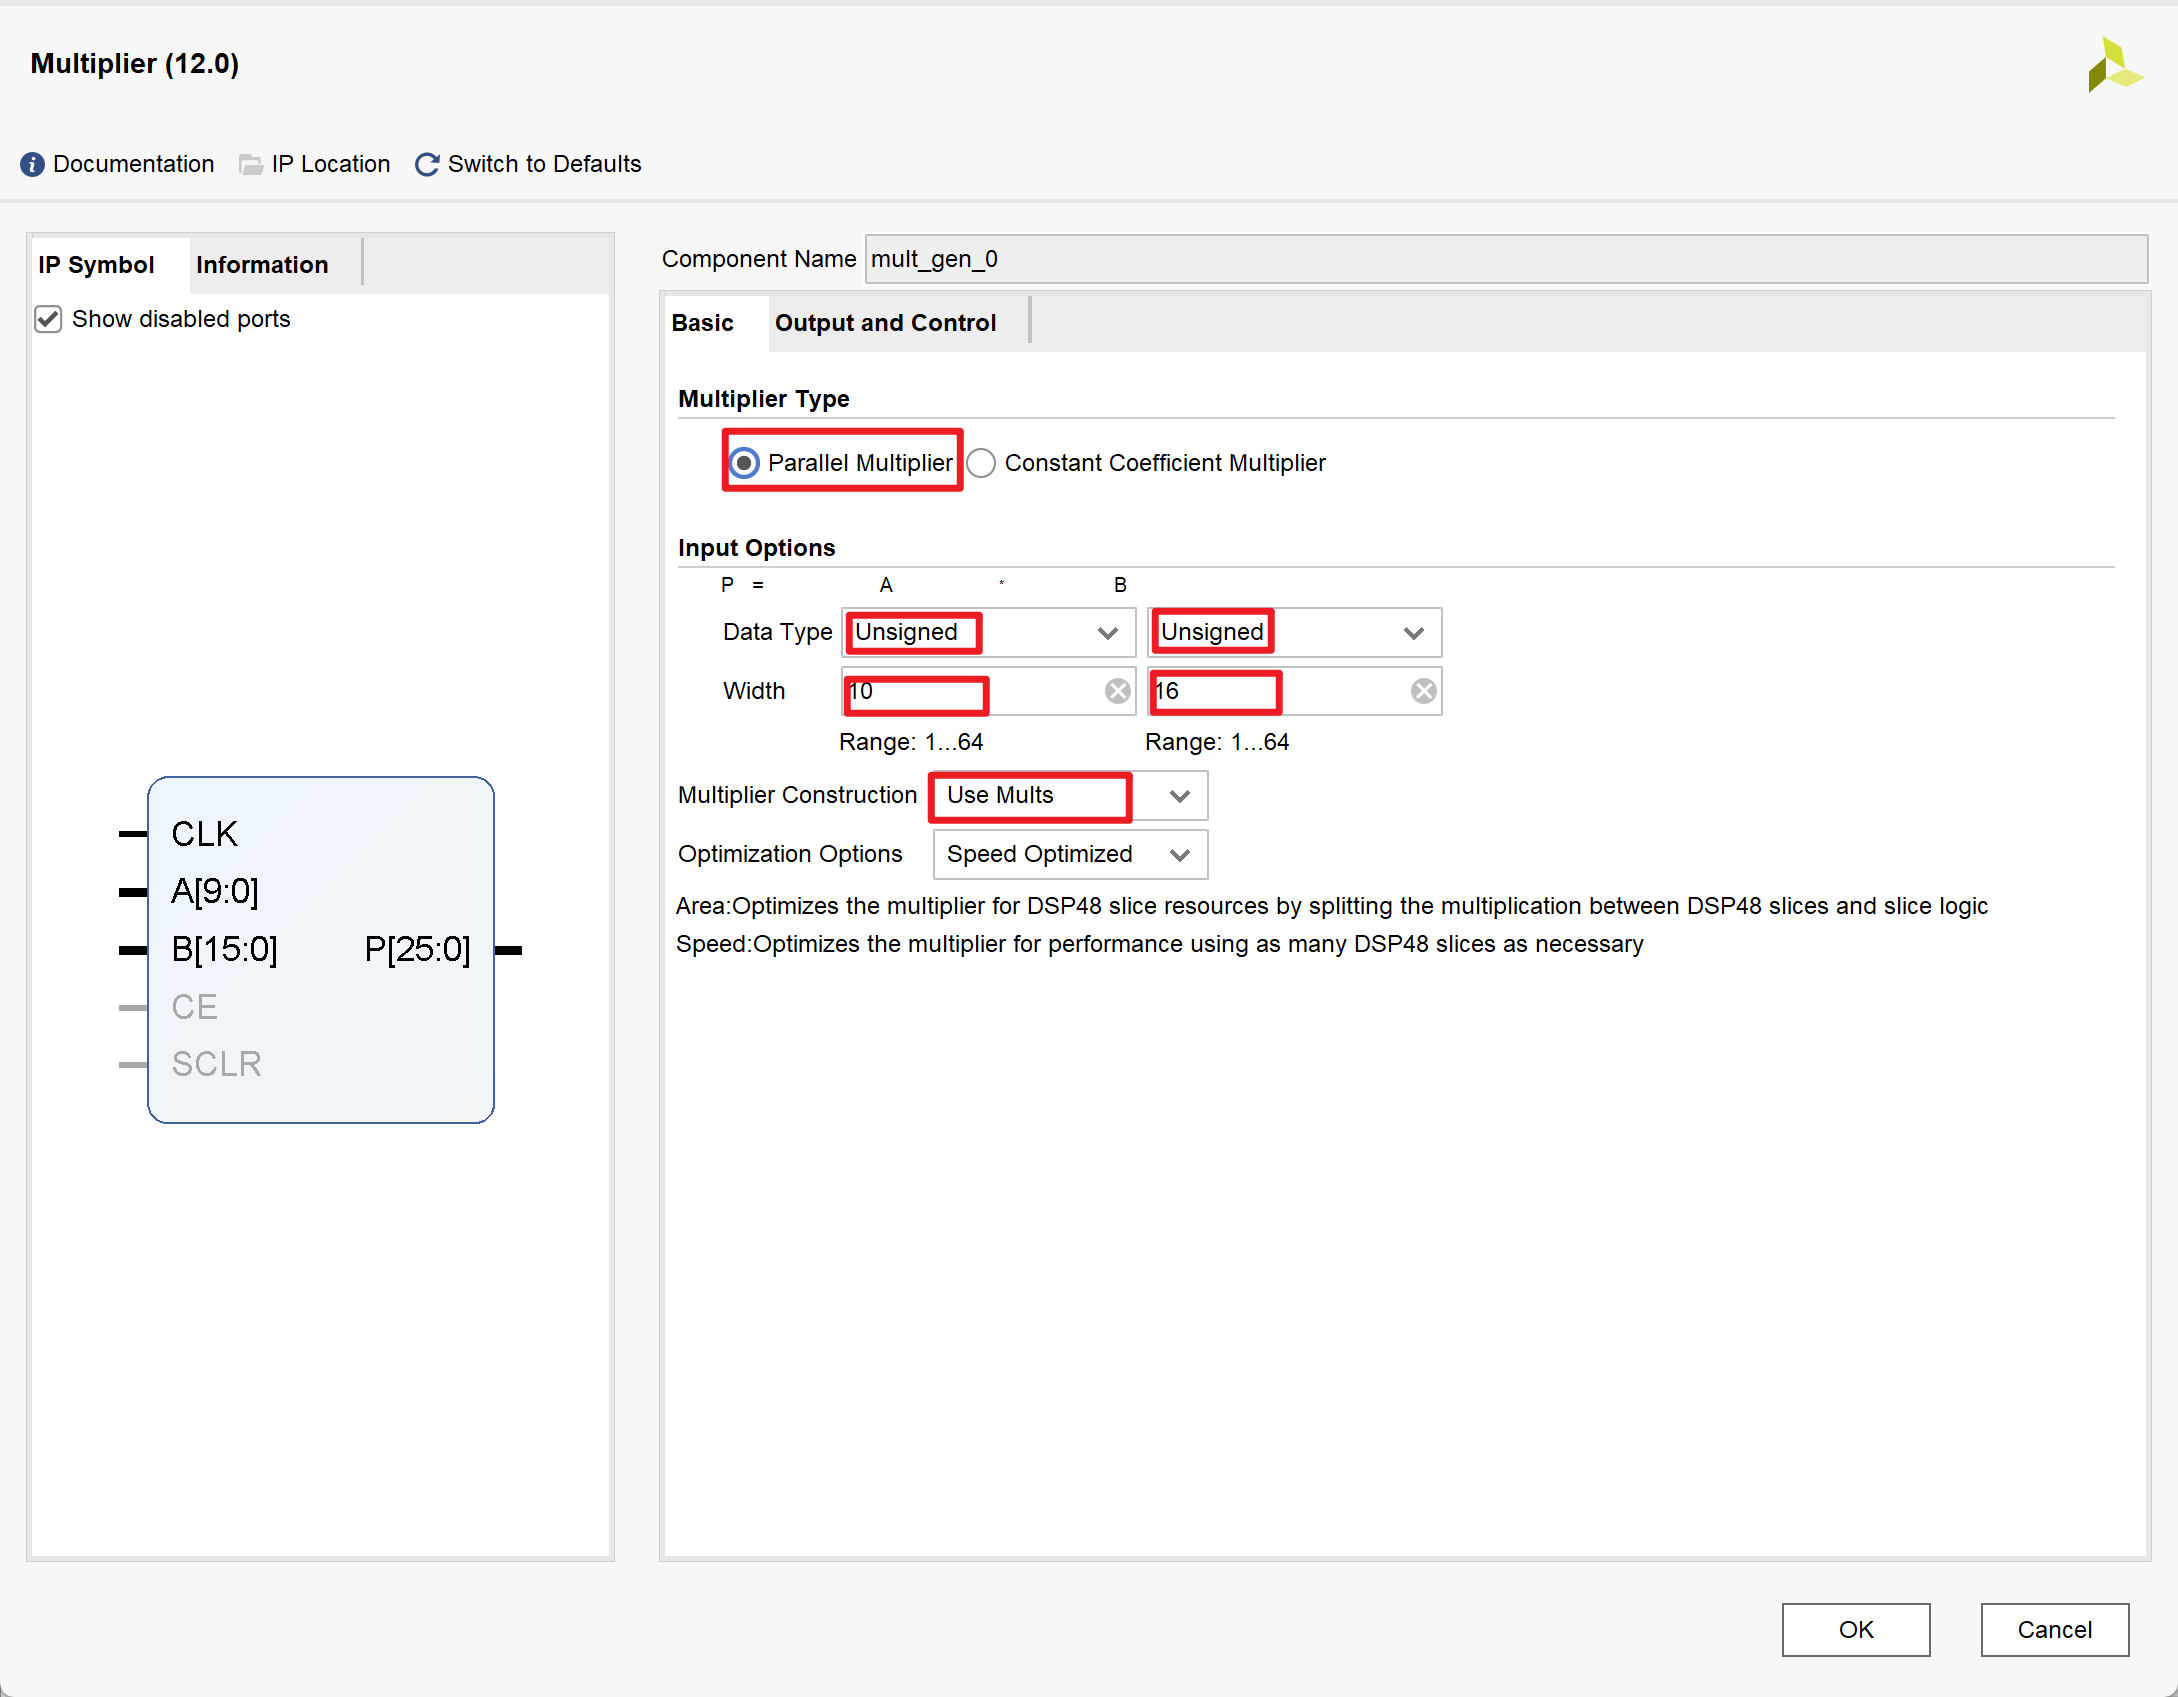 Multiplier (12.0)
Documentation IP Location Switch to Defaults
IP Symbol Information
Show disabled ports
CLK
A[9:0]
B[15:0] P[25:0]
CE
SCLR
Component Name mult_gen_0
Basic Output and Control
Multiplier Type
Parallel Multiplier Constant Coefficient Multiplier
Input Options
P = A * B
Data Type Unsigned Unsigned
Width 10 16
Range: 1...64 Range: 1...64
Multiplier Construction Use Mults
Optimization Options Speed Optimized
Area:Optimizes the multiplier for DSP48 slice resources by splitting the multiplication between DSP48 slices and slice logic
Speed:Optimizes the multiplier for performance using as many DSP48 slices as necessary
OK Cancel